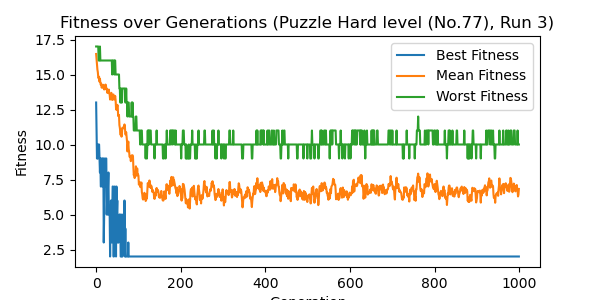 Fitness over Generations (Puzzle Hard level (No.77), Run 3)
17.5
15.0
12.5
10.0
7.5
5.0
2.5
Fitness
Best Fitness
Mean Fitness
Worst Fitness
0 200 400 600 800 1000
Generation